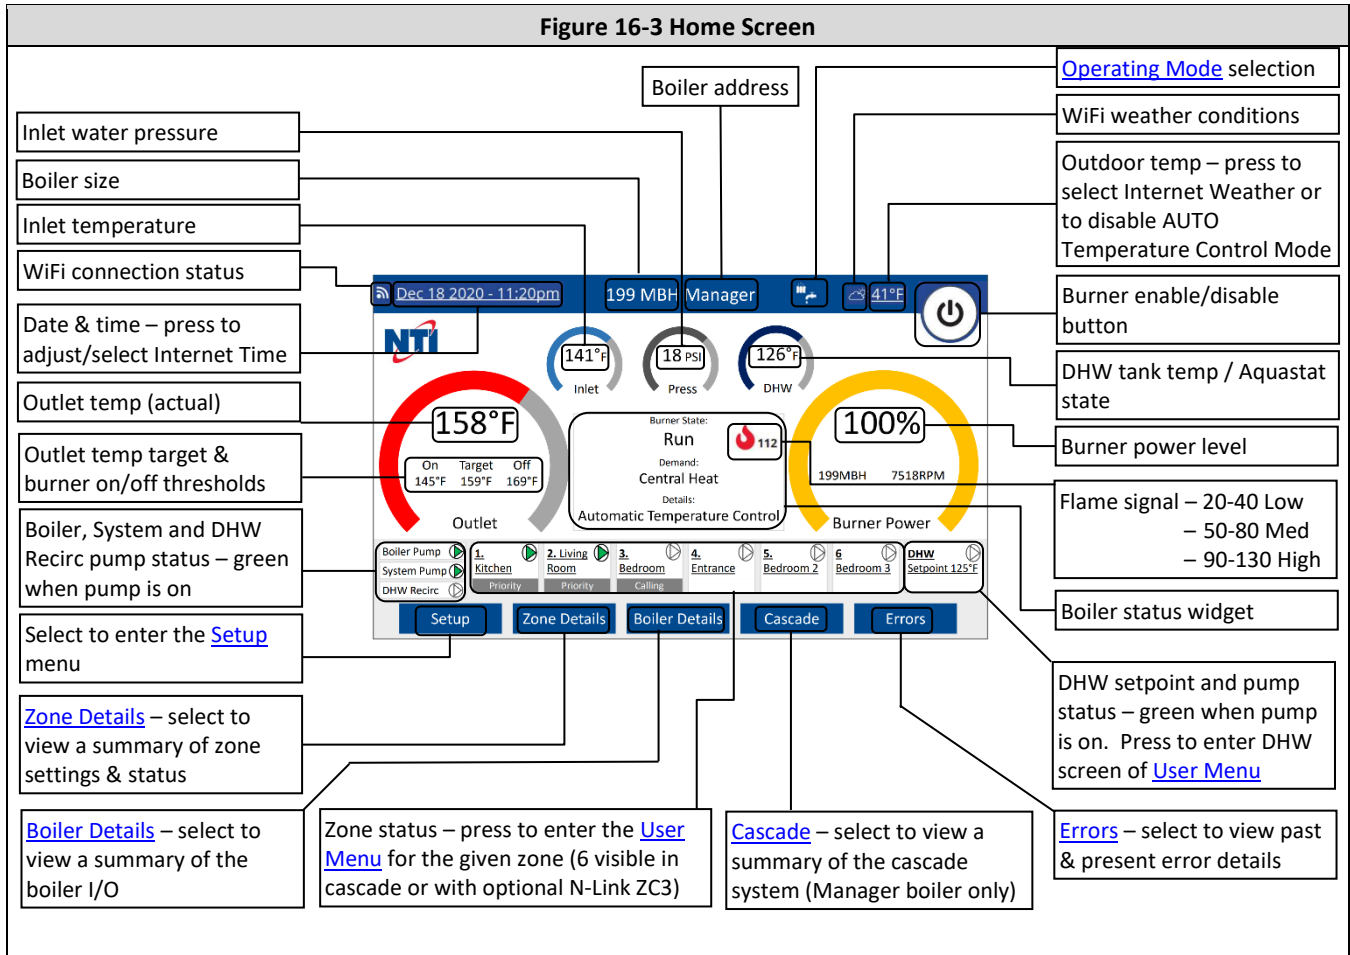 Figure 16-3 Home Screen
Boiler address
Operating Mode selection
WiFi weather conditions
Inlet water pressure
Boiler size
Inlet temperature
WiFi connection status
Date & time – press to
adjust/select Internet Time
Outlet temp (actual)
Outlet temp target &
burner on/off thresholds
Boiler, System and DHW
Recirc pump status – green
when pump is on
Select to enter the Setup
menu
Zone Details – select to
view a summary of zone
settings & status
Boiler Details – select to
view a summary of the
boiler I/O
Outdoor temp – press to
select Internet Weather or
to disable AUTO
Temperature Control Mode
Burner enable/disable
button
DHW tank temp / Aquastat
state
Burner power level
Flame signal – 20-40 Low
– 50-80 Med
– 90-130 High
Boiler status widget
DHW setpoint and pump
status – green when pump
is on. Press to enter DHW
screen of User Menu
Dec 18 2020 - 11:20pm 199 MBH Manager 41°F
NTI
141°F
Inlet
18 PSI
Press
126°F
DHW
158°F
On Target Off
145°F 159°F 169°F
Outlet
Burner State:
Run
112
Demand:
Central Heat
Details:
Automatic Temperature Control
100%
199MBH 7518RPM
Burner Power
Boiler Pump
System Pump
DHW Recirc
1.
Kitchen
Priority
2. Living
Room
Priority
3.
Bedroom
Calling
4.
Entrance
5.
Bedroom 2
6
Bedroom 3
DHW
Setpoint 125°F
Setup Zone Details Boiler Details Cascade Errors
Zone status – press to enter the User
Menu for the given zone (6 visible in
cascade or with optional N-Link ZC3)
Cascade – select to view a
summary of the cascade
system (Manager boiler only)
Errors – select to view past
& present error details